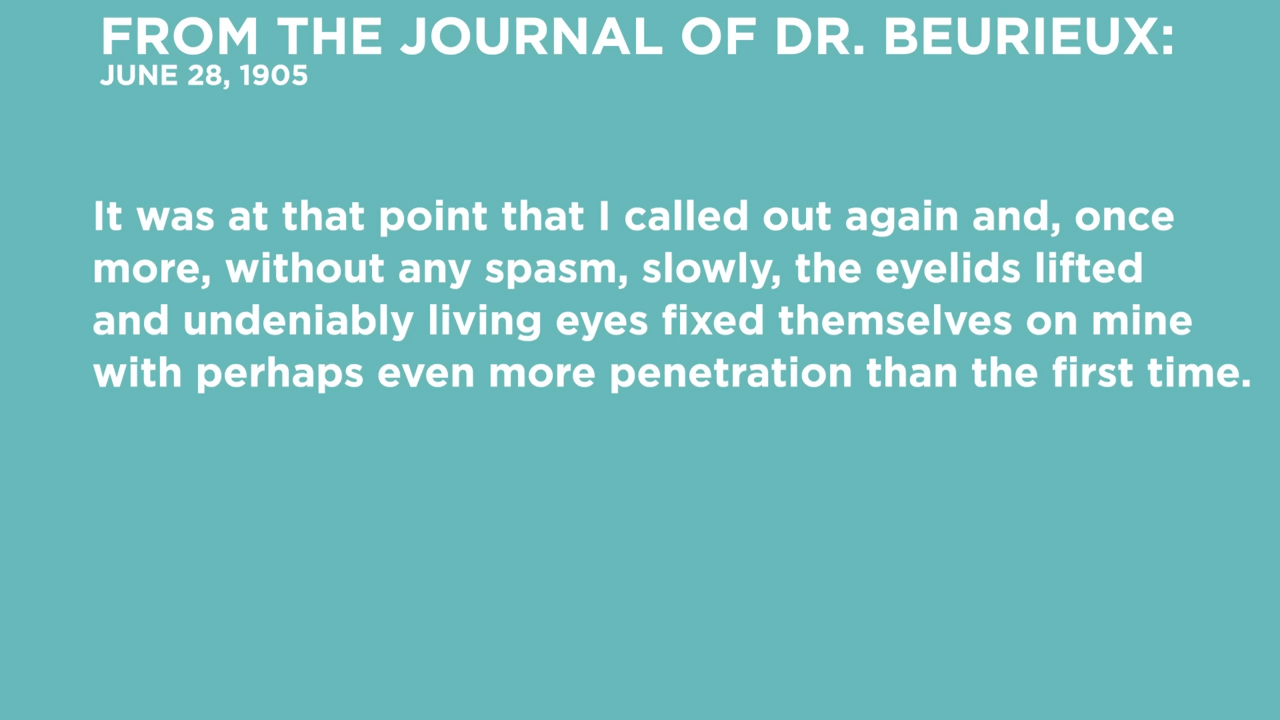 FROM THE JOURNAL OF DR. BEURIEUX:
JUNE 28, 1905
It was at that point that I called out again and, once
more, without any spasm, slowly, the eyelids lifted
and undeniably living eyes fixed themselves on mine
with perhaps even more penetration than the first time.